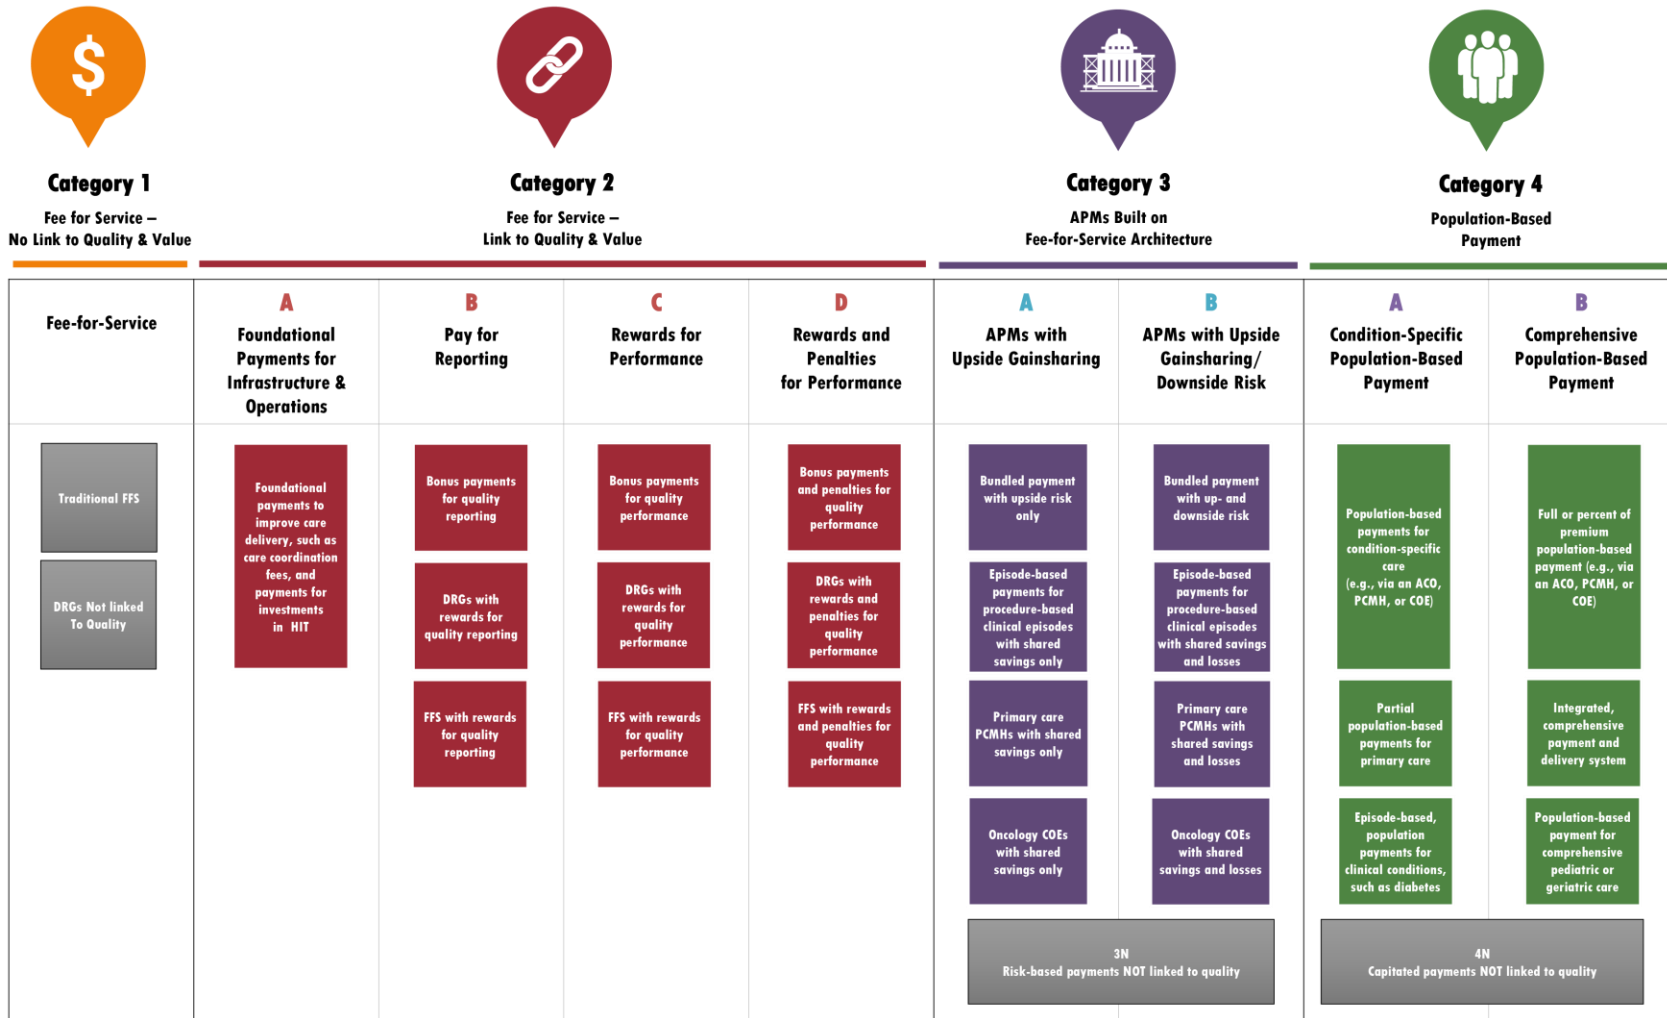 $
Category 1
Fee for Service –
No Link to Quality & Value
Category 2
Fee for Service –
Link to Quality & Value
Category 3
APMs Built on
Fee-for-Service Architecture
Category 4
Population-Based
Payment
Fee-for-Service
A
Foundational
Payments for
Infrastructure &
Operations
B
Pay for
Reporting
C
Rewards for
Performance
D
Rewards and
Penalties
for Performance
A
APMs with
Upside Gainsharing
B
APMs with Upside
Gainsharing/
Downside Risk
A
Condition-Specific
Population-Based
Payment
B
Comprehensive
Population-Based
Payment
Traditional FFS
DRGs Not linked
To Quality
Foundational
payments to
improve care
delivery, such as
care coordination
fees, and
payments for
investments
in HIT
Bonus payments
for quality
reporting
DRGs with
rewards for
quality reporting
FFS with rewards
for quality
reporting
Bonus payments
for quality
performance
DRGs with
rewards for
quality
performance
FFS with rewards
for quality
performance
Bonus payments
and penalties for
quality
performance
DRGs with
rewards and
penalties for
quality
performance
FFS with rewards
and penalties for
quality
performance
Bundled payment
with upside risk
only
Episode-based
payments for
procedure-based
clinical episodes
with shared
savings only
Primary care
PCMHs with shared
savings only
Oncology COEs
with shared
savings only
Bundled payment
with up- and
downside risk
Episode-based
payments for
procedure-based
clinical episodes
with shared savings
and losses
Primary care
PCMHs with
shared savings
and losses
Oncology COEs
with shared
savings and losses
3N
Risk-based payments NOT linked to quality
Population-based
payments for
condition-specific
care
(e.g., via an ACO,
PCMH, or COE)
Partial
population-based
payments for
primary care
Episode-based,
population
payments for
clinical conditions,
such as diabetes
Full or percent of
premium
population-based
payment (e.g., via
an ACO, PCMH, or
COE)
Integrated,
comprehensive
payment and
delivery system
Population-based
payment for
comprehensive
pediatric or
geriatric care
4N
Capitated payments NOT linked to quality